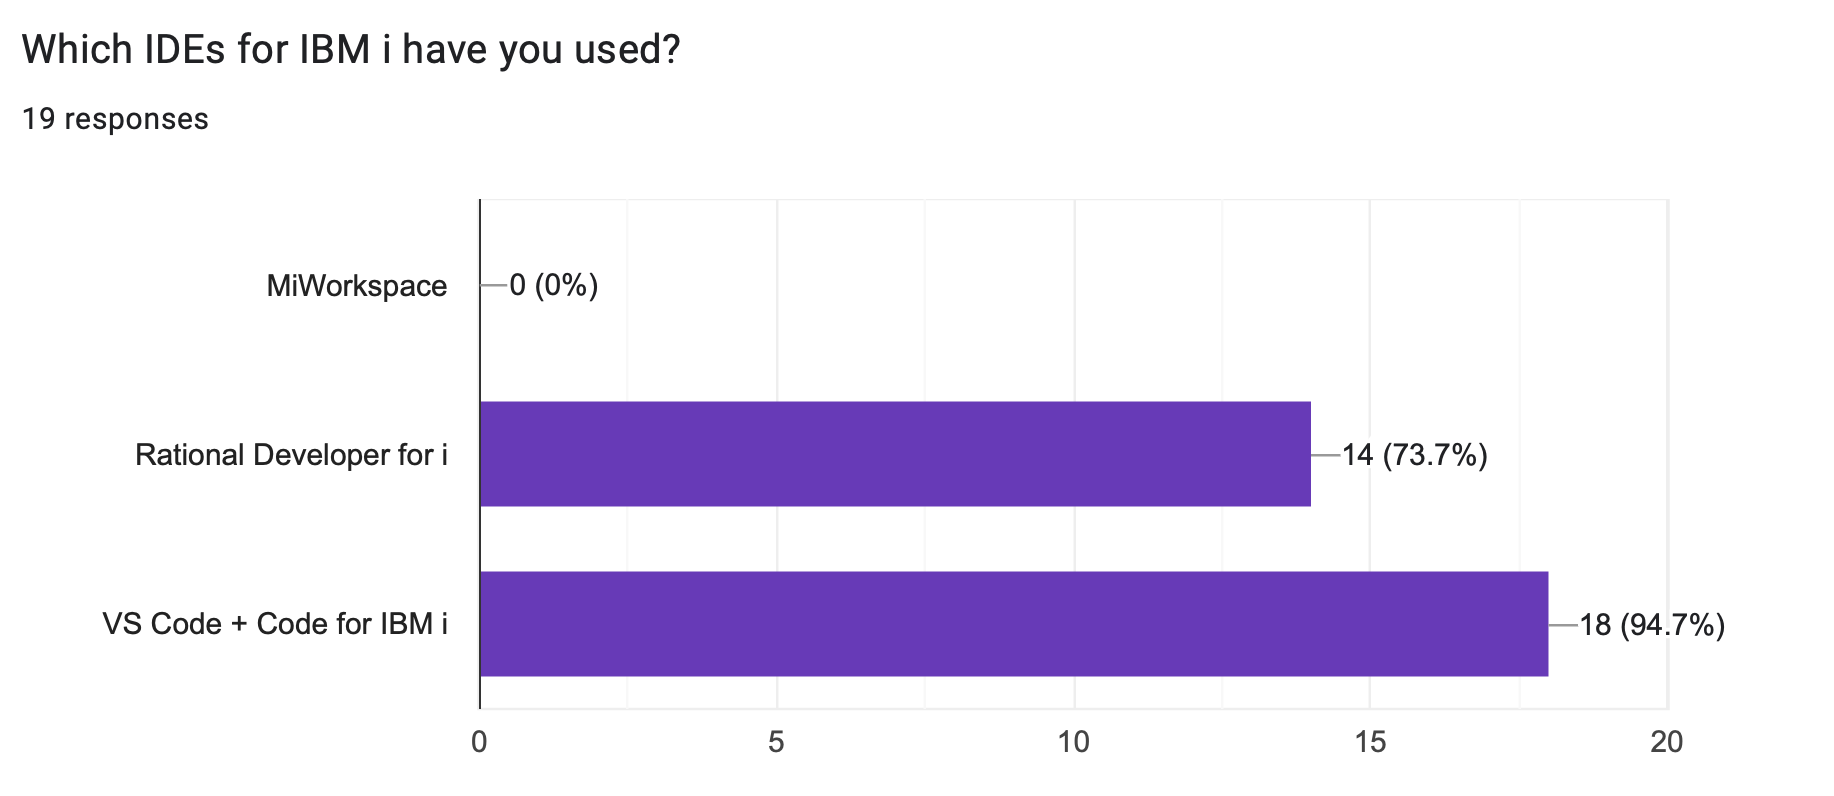 Which IDEs for IBM i have you used?
19 responses
MiWorkspace
0 (0%)
Rational Developer for i
14 (73.7%)
VS Code + Code for IBM i
18 (94.7%)
0 5 10 15 20